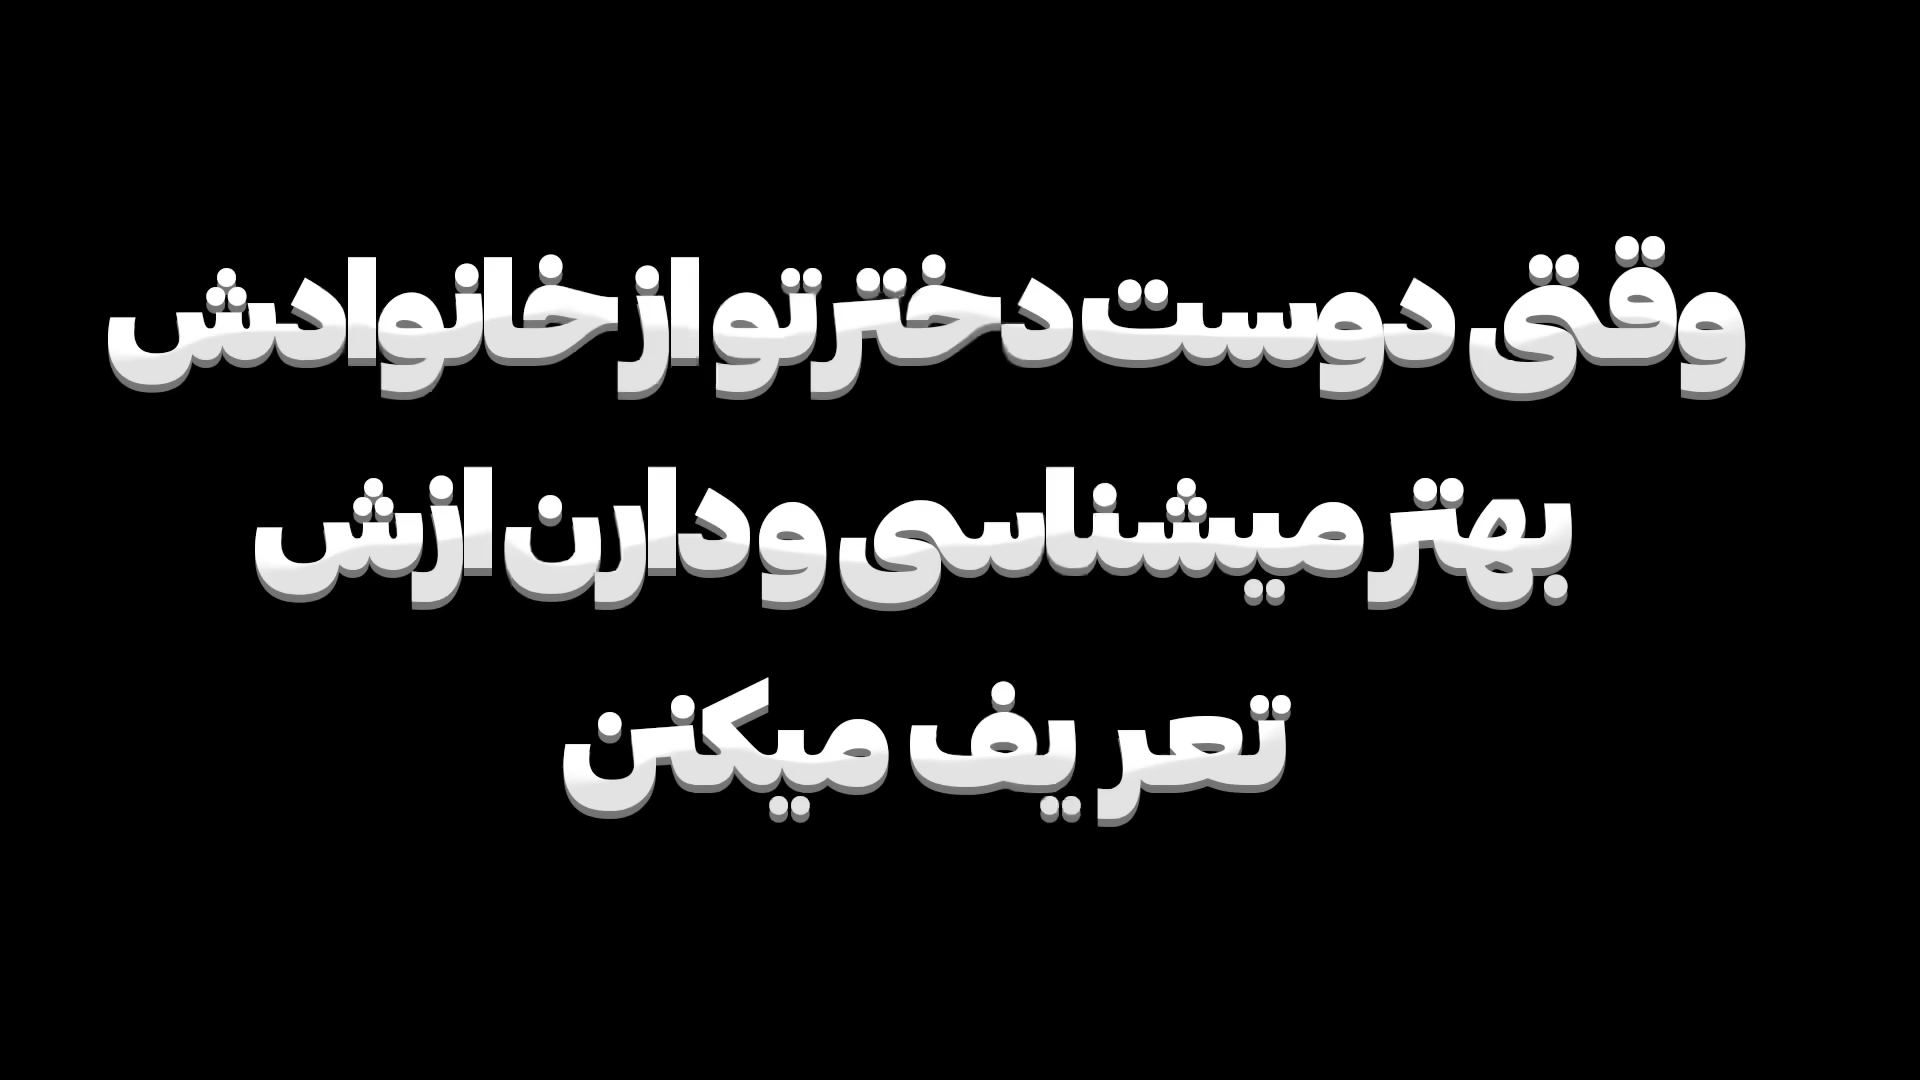 وقتی دوست دخترتو از خانوادش
بهتر میشناسی و دارن ازش
تعریف میکنن